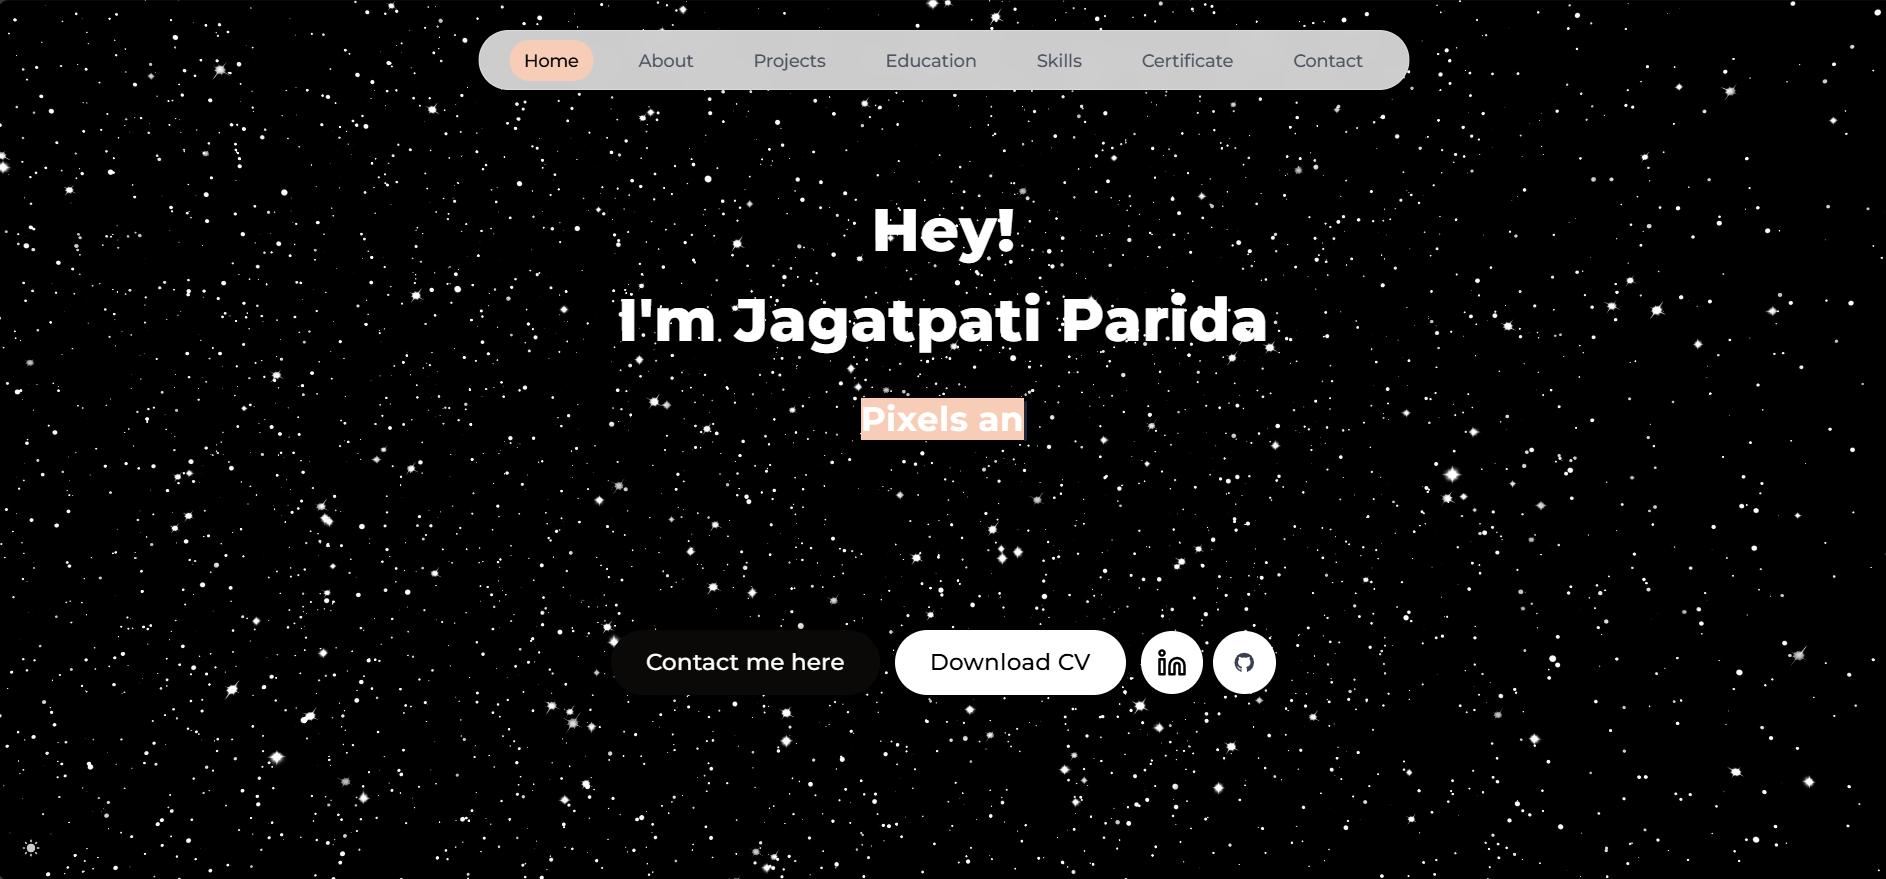 Home About Projects Education Skills Certificate Contact
Hey!
I'm Jagatpati Parida
Pixels an
Contact me here Download CV